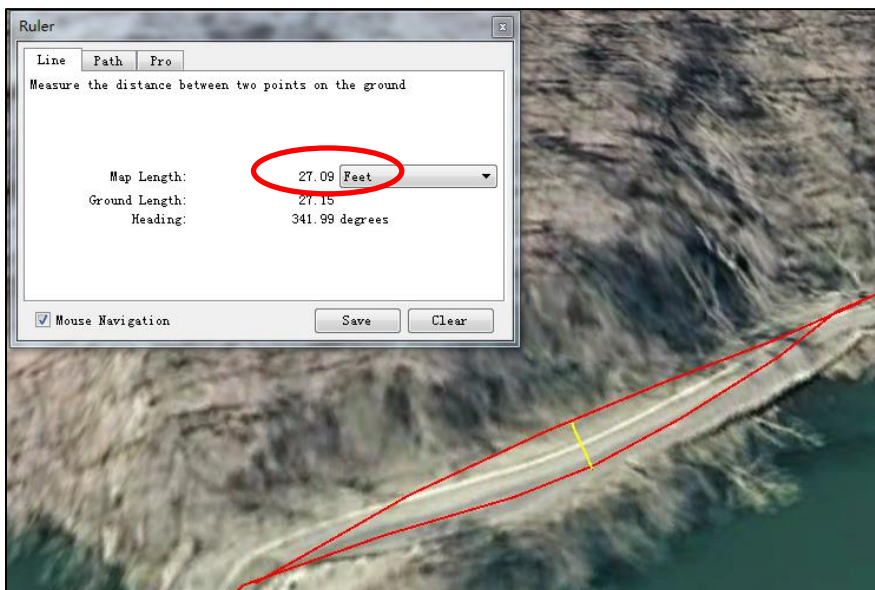 Ruler
Line Path Pro
Measure the distance between two points on the ground
Map Length: 27.09 Feet
Ground Length: 27.15
Heading: 341.99 degrees
Mouse Navigation Save Clear